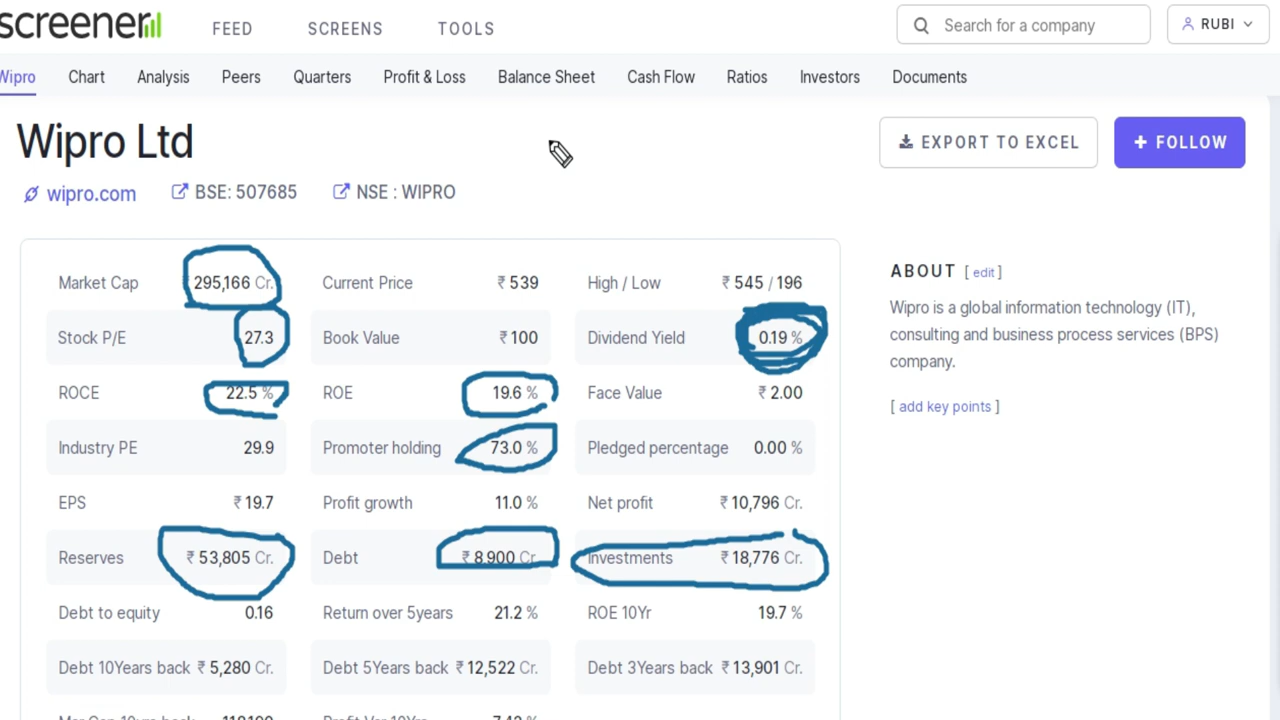 screener FEED SCREENS TOOLS Search for a company RUBI
Wipro Chart Analysis Peers Quarters Profit & Loss Balance Sheet Cash Flow Ratios Investors Documents
Wipro Ltd
EXPORT TO EXCEL + FOLLOW
wipro.com BSE: 507685 NSE : WIPRO
Market Cap ₹ 295,166 Cr. Current Price ₹ 539 High / Low ₹ 545 / 196
Stock P/E 27.3 Book Value ₹ 100 Dividend Yield 0.19 %
ROCE 22.5 % ROE 19.6 % Face Value ₹ 2.00
Industry PE 29.9 Promoter holding 73.0 % Pledged percentage 0.00 %
EPS ₹ 19.7 Profit growth 11.0 % Net profit ₹ 10,796 Cr.
Reserves ₹ 53,805 Cr. Debt ₹ 8,900 Cr. Investments ₹ 18,776 Cr.
Debt to equity 0.16 Return over 5years 21.2 % ROE 10Yr 19.7 %
Debt 10Years back ₹ 5,280 Cr. Debt 5Years back ₹ 12,522 Cr. Debt 3Years back ₹ 13,901 Cr.
ABOUT [ edit ]
Wipro is a global information technology (IT),
consulting and business process services (BPS)
company.
[ add key points ]